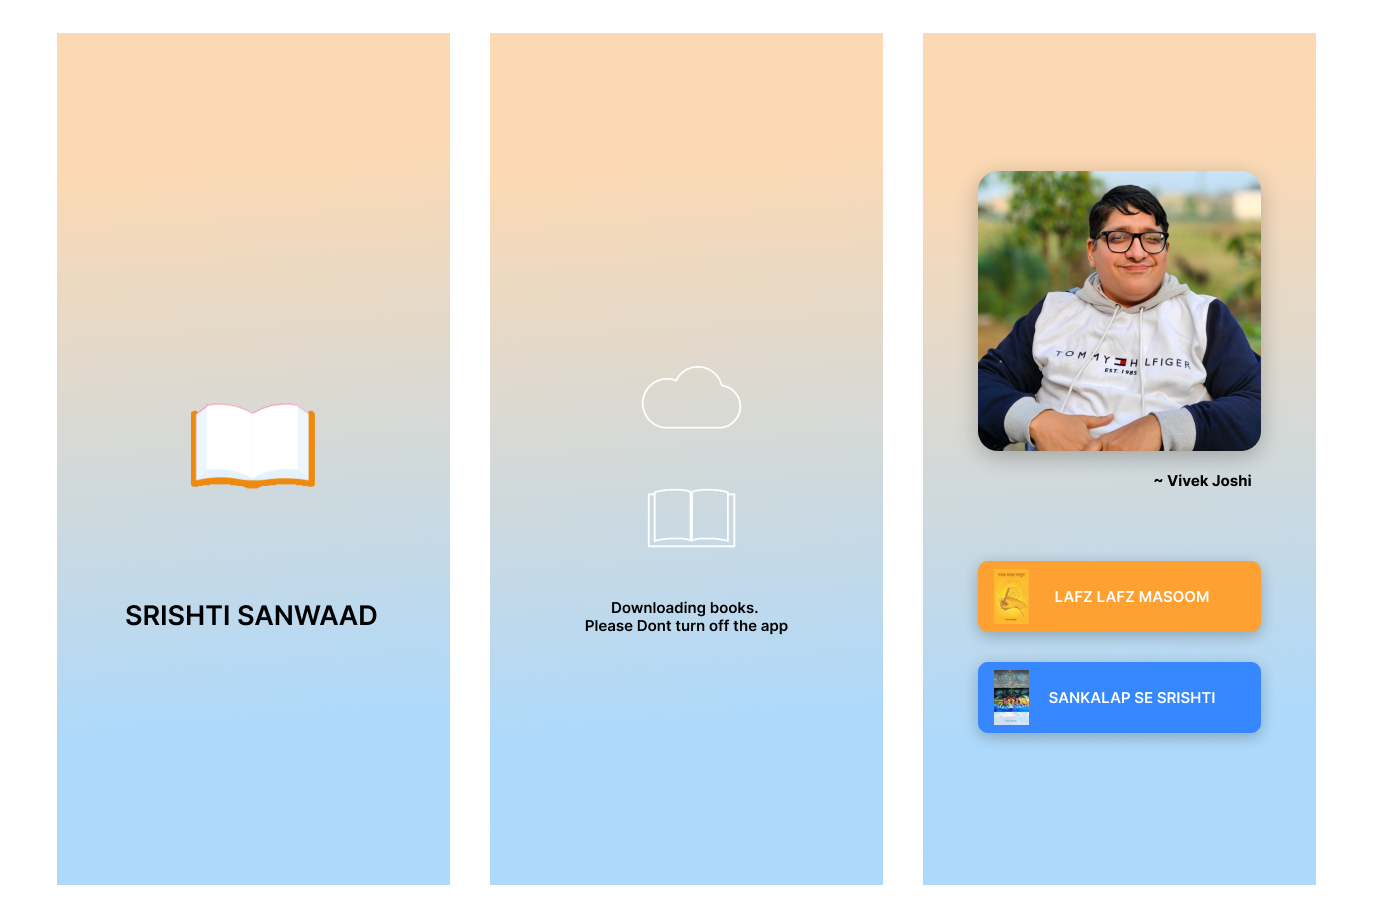 SRISHTI SANWAAD
Downloading books.
Please Dont turn off the app
TOMMY HILFIGER
EST. 1985
~ Vivek Joshi
LAFZ LAFZ MASOOM
SANKALAP SE SRISHTI